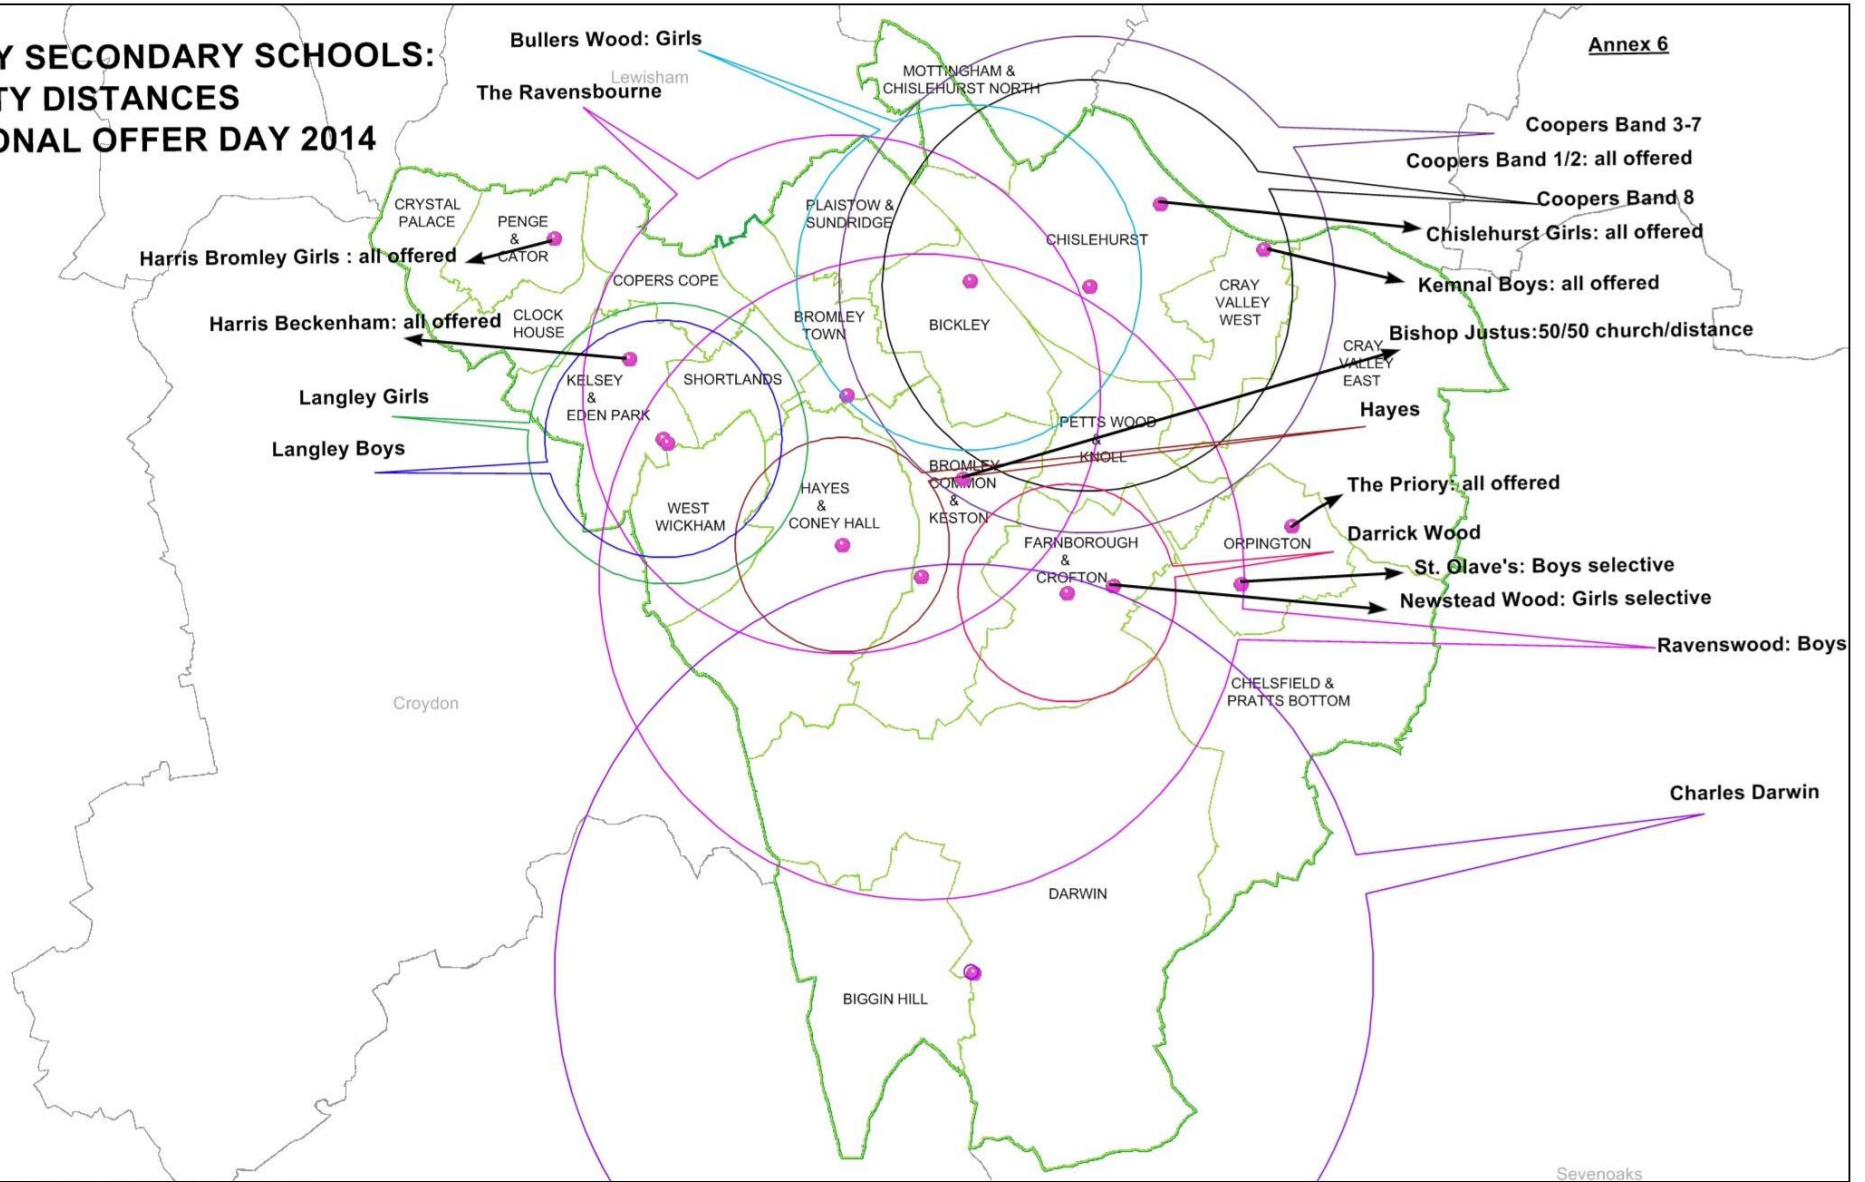 Y SECONDARY SCHOOLS:
TY DISTANCES
ONAL OFFER DAY 2014
Annex 6
Bullers Wood: Girls
Lewisham
The Ravensbourne
MOTTINGHAM &
CHISLEHURST NORTH
Coopers Band 3-7
Coopers Band 1/2: all offered
Coopers Band 8
Chislehurst Girls: all offered
Kemnal Boys: all offered
Bishop Justus:50/50 church/distance
Hayes
The Priory: all offered
Darrick Wood
St. Olave's: Boys selective
Newstead Wood: Girls selective
Ravenswood: Boys
Charles Darwin
CRYSTAL
PALACE
PENGE
&
CATOR
Harris Bromley Girls : all offered
COPERS COPE
CLOCK
HOUSE
Harris Beckenham: all offered
PLAISTOW &
SUNDRIDGE
CHISLEHURST
CRAY
VALLEY
WEST
BROMLEY
TOWN
BICKLEY
CRAY
VALLEY
EAST
KELSEY
&
EDEN PARK
SHORTLANDS
Langley Girls
Langley Boys
PETTS WOOD
&
KNOLL
BROMLEY
COMMON
&
KESTON
HAYES
&
CONEY HALL
WEST
WICKHAM
FARNBOROUGH
&
CROFTON
ORPINGTON
CHELSFIELD &
PRATTS BOTTOM
Croydon
DARWIN
BIGGIN HILL
Sevenoaks